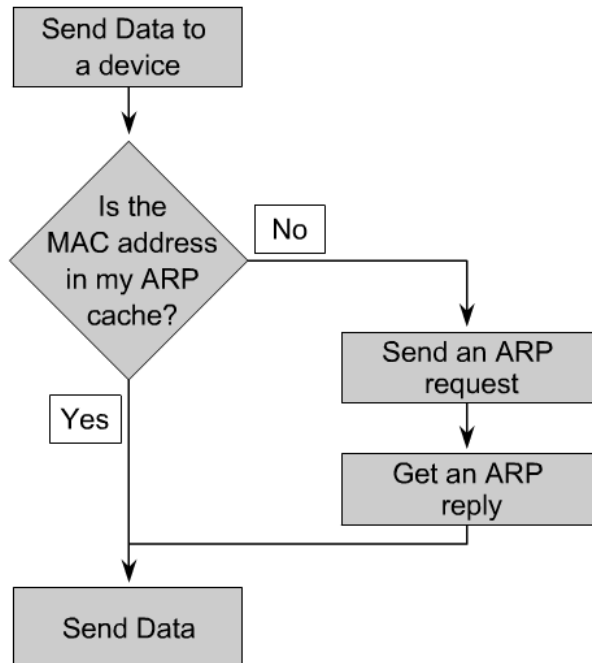 Send Data to
a device
Is the
MAC address
in my ARP
cache?
No
Send an ARP
request
Yes
Get an ARP
reply
Send Data